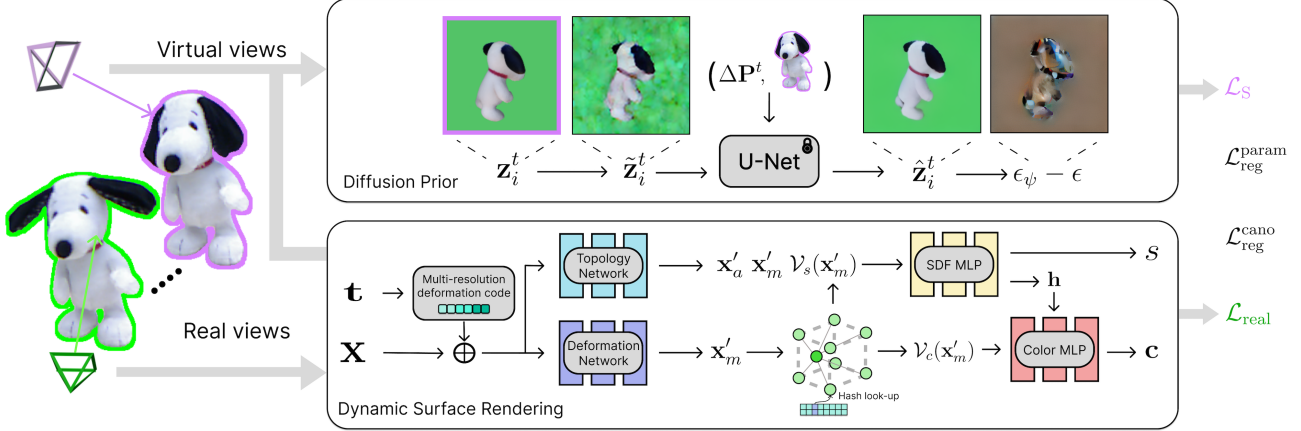 Virtual views
(ΔP^t, )
U-Net
z_i^t z̃_i^t ẑ_i^t ϵ_ψ − ϵ
Diffusion Prior
ℒ_S
ℒ_reg^param
ℒ_reg^cano
ℒ_real
Real views
t
Multi-resolution
deformation code
x
⊕
Topology
Network
x'_a x'_m 𝒱_s(x'_m)
SDF MLP
s
h
Deformation
Network
x'_m
𝒱_c(x'_m)
Color MLP
c
Hash look-up
Dynamic Surface Rendering